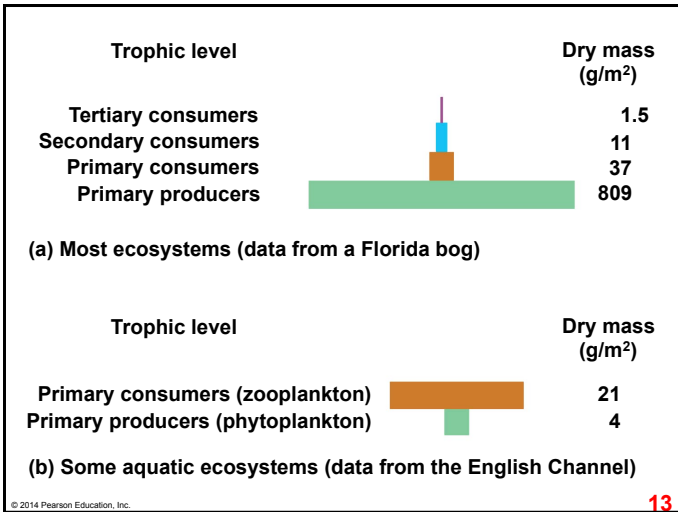 Trophic level Dry mass
(g/m²)
Tertiary consumers 1.5
Secondary consumers 11
Primary consumers 37
Primary producers 809
(a) Most ecosystems (data from a Florida bog)
Trophic level Dry mass
(g/m²)
Primary consumers (zooplankton) 21
Primary producers (phytoplankton) 4
(b) Some aquatic ecosystems (data from the English Channel)
© 2014 Pearson Education, Inc. 13